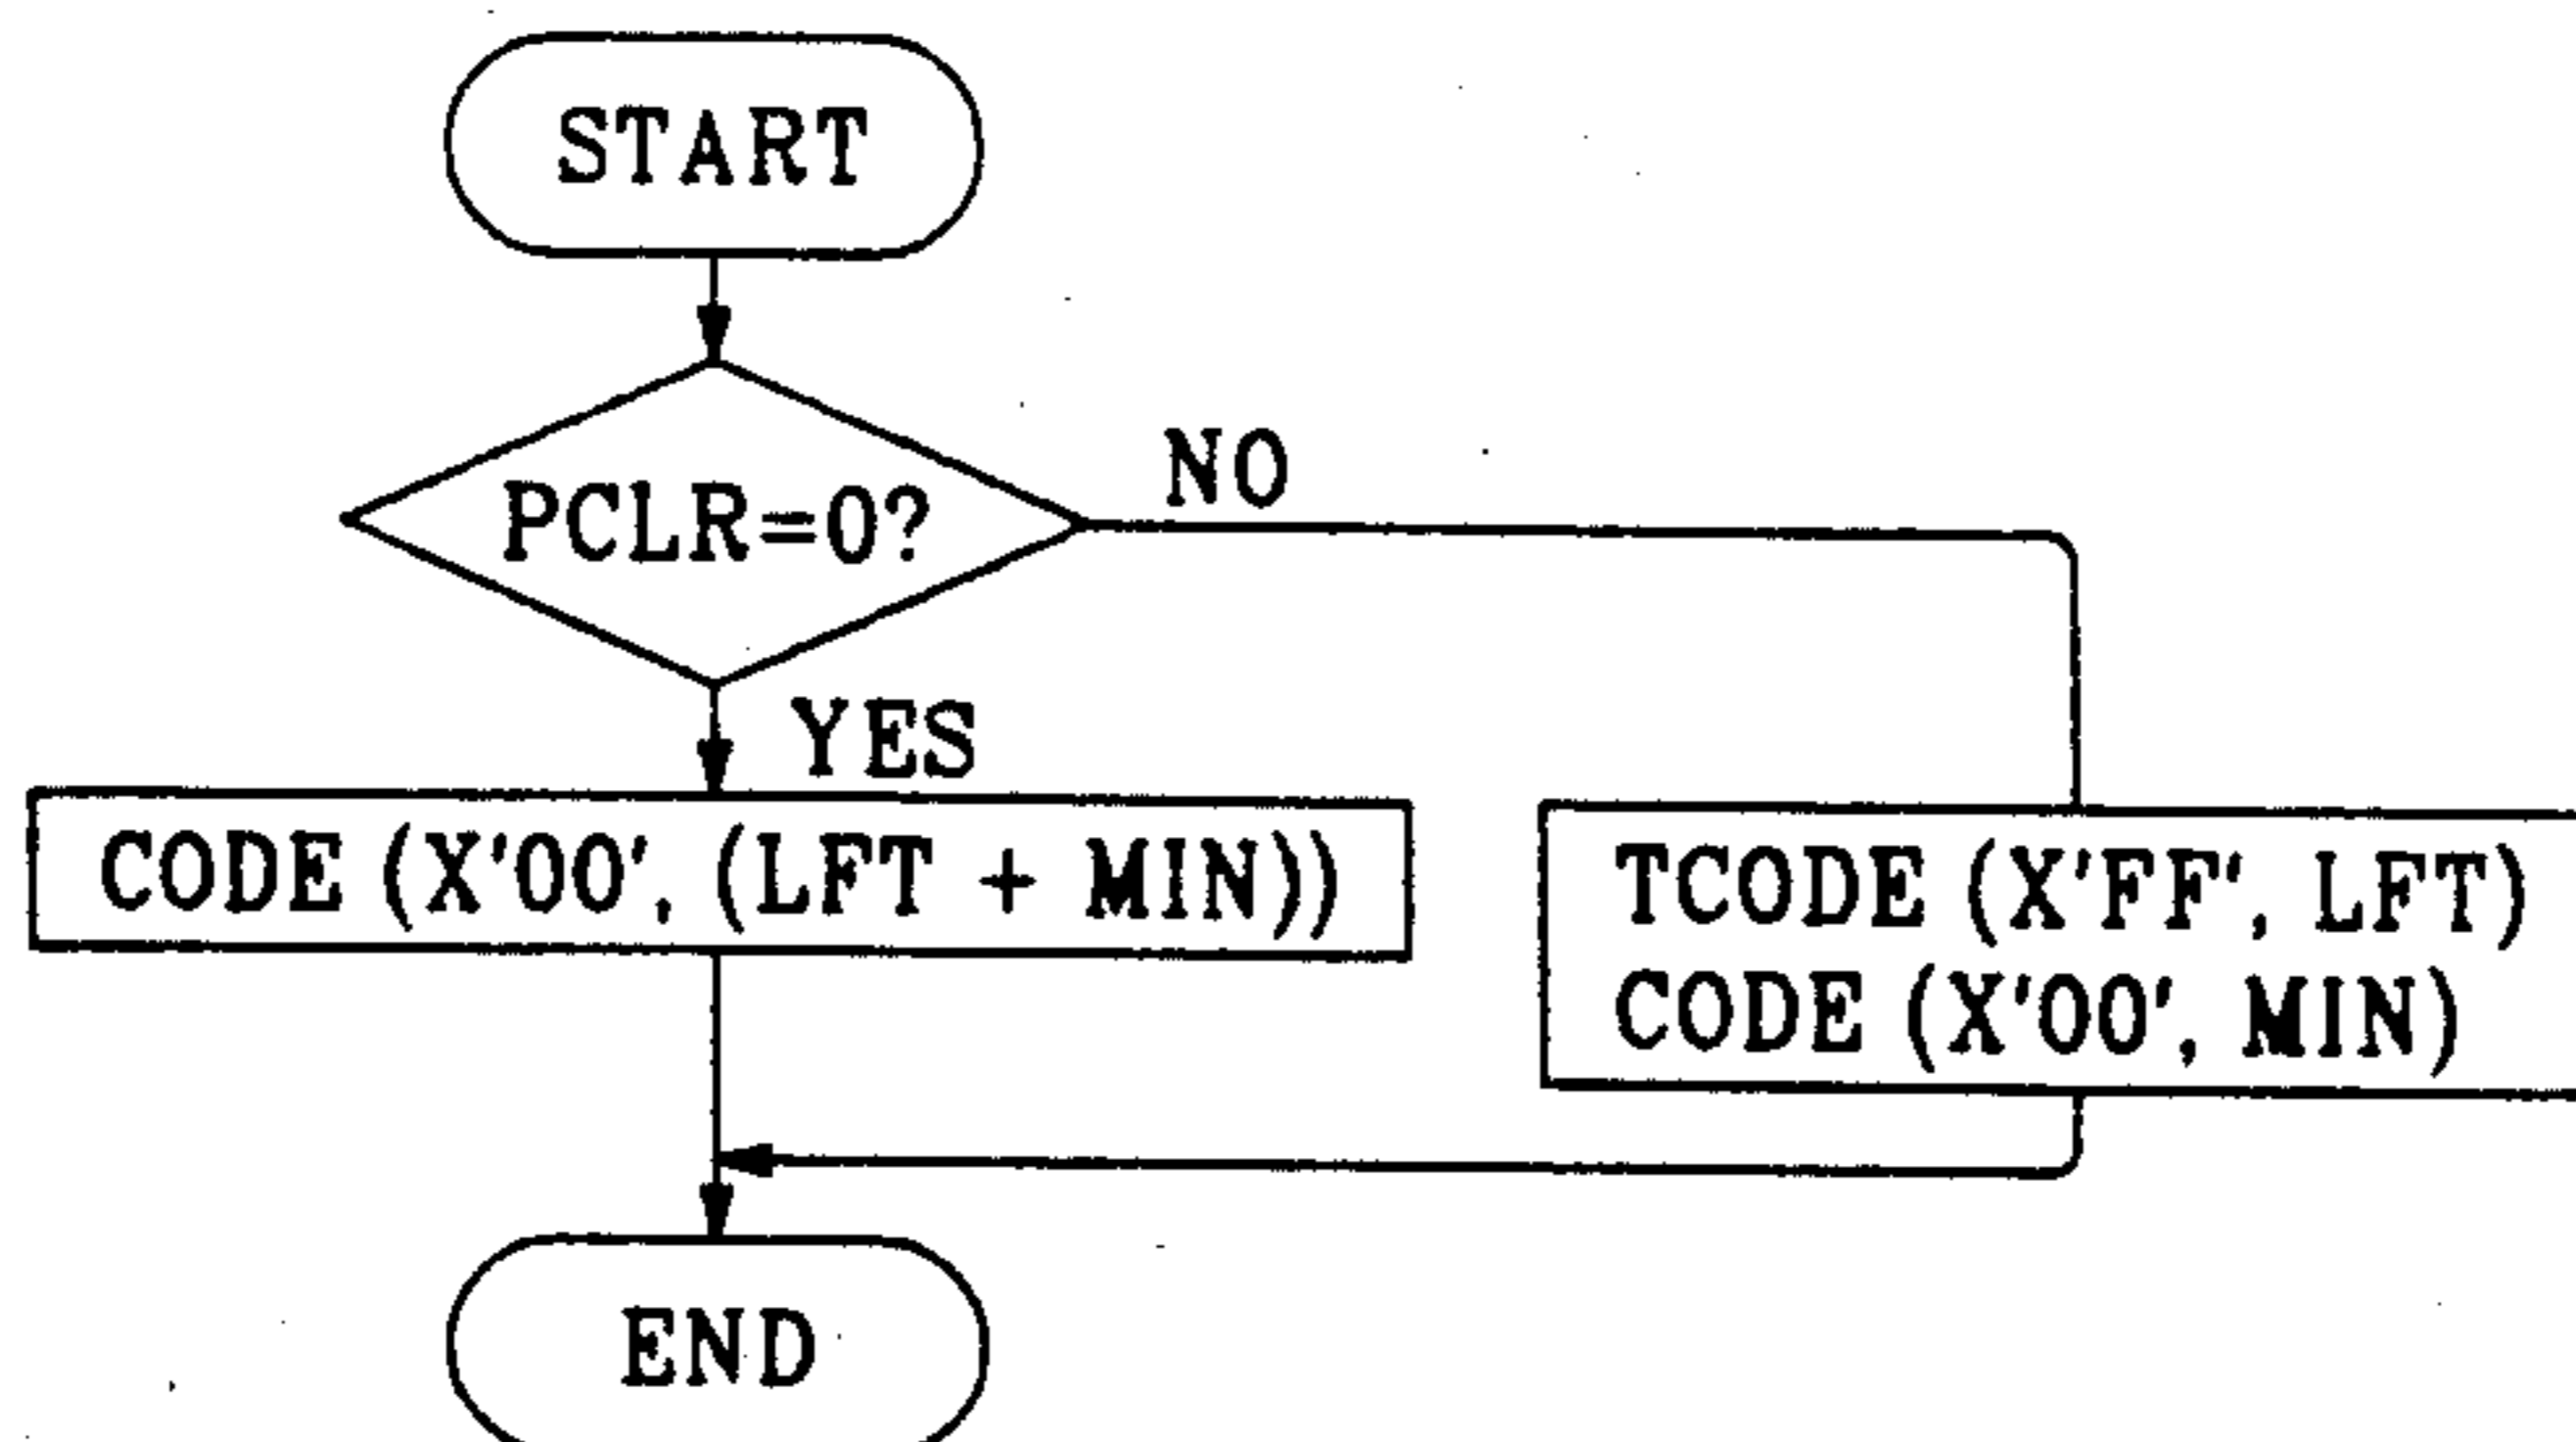 START
PCLR=0?
NO
YES
CODE (X'00', (LFT + MIN))
TCODE (X'FF', LFT)
CODE (X'00', MIN)
END